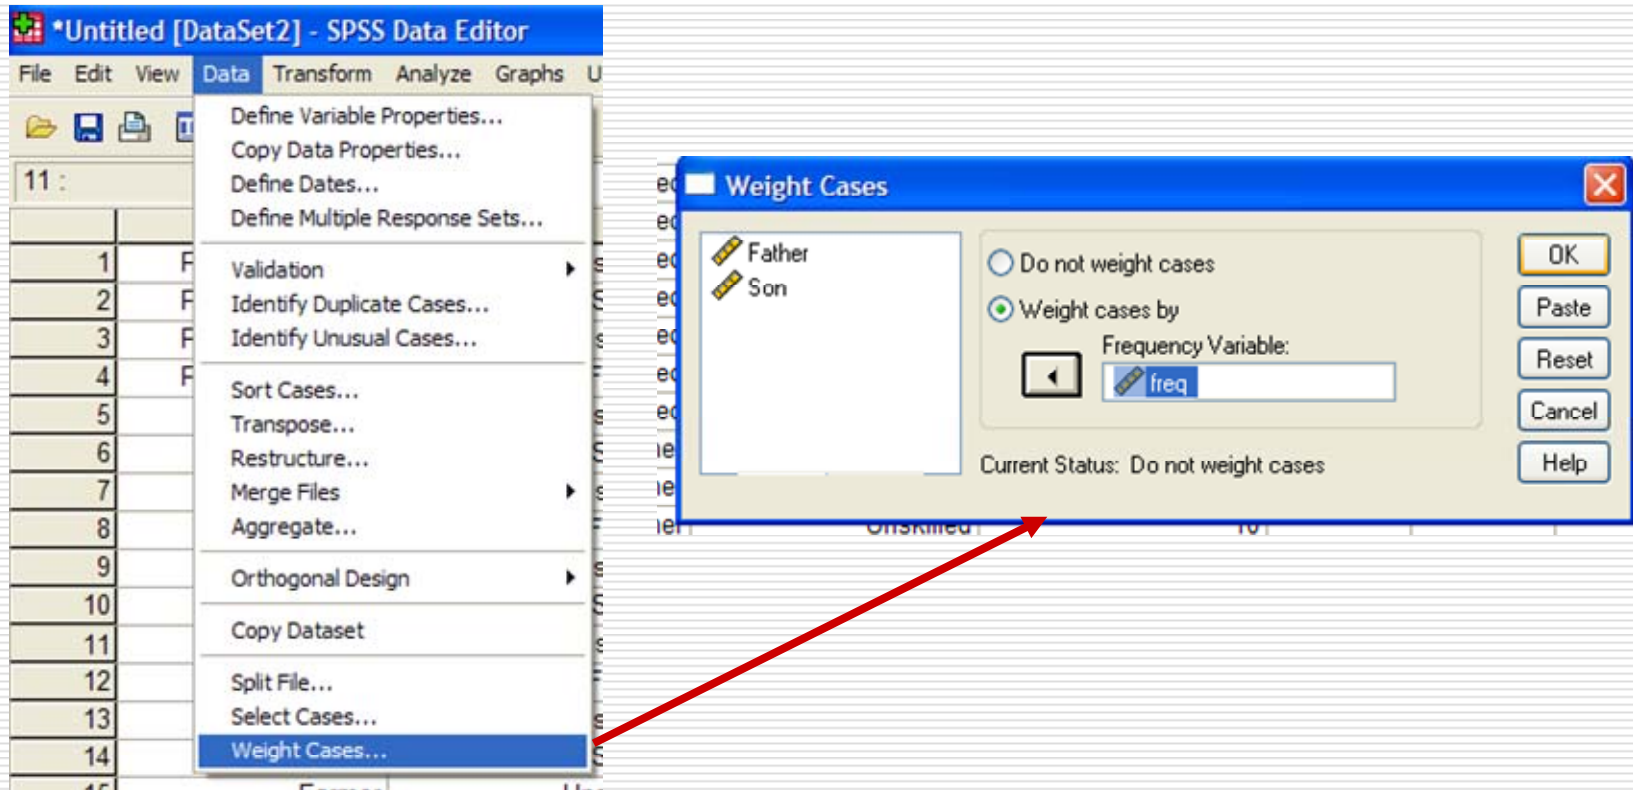 *Untitled [DataSet2] - SPSS Data Editor
File Edit View Data Transform Analyze Graphs U
11 :
1 F
2 F
3 F
4 F
5
6
7
8
9
10
11
12
13
14
Define Variable Properties...
Copy Data Properties...
Define Dates...
Define Multiple Response Sets...
Validation
Identify Duplicate Cases...
Identify Unusual Cases...
Sort Cases...
Transpose...
Restructure...
Merge Files
Aggregate...
Orthogonal Design
Copy Dataset
Split File...
Select Cases...
Weight Cases...
Weight Cases
Father
Son
Do not weight cases
Weight cases by
Frequency Variable:
freq
Current Status: Do not weight cases
OK
Paste
Reset
Cancel
Help